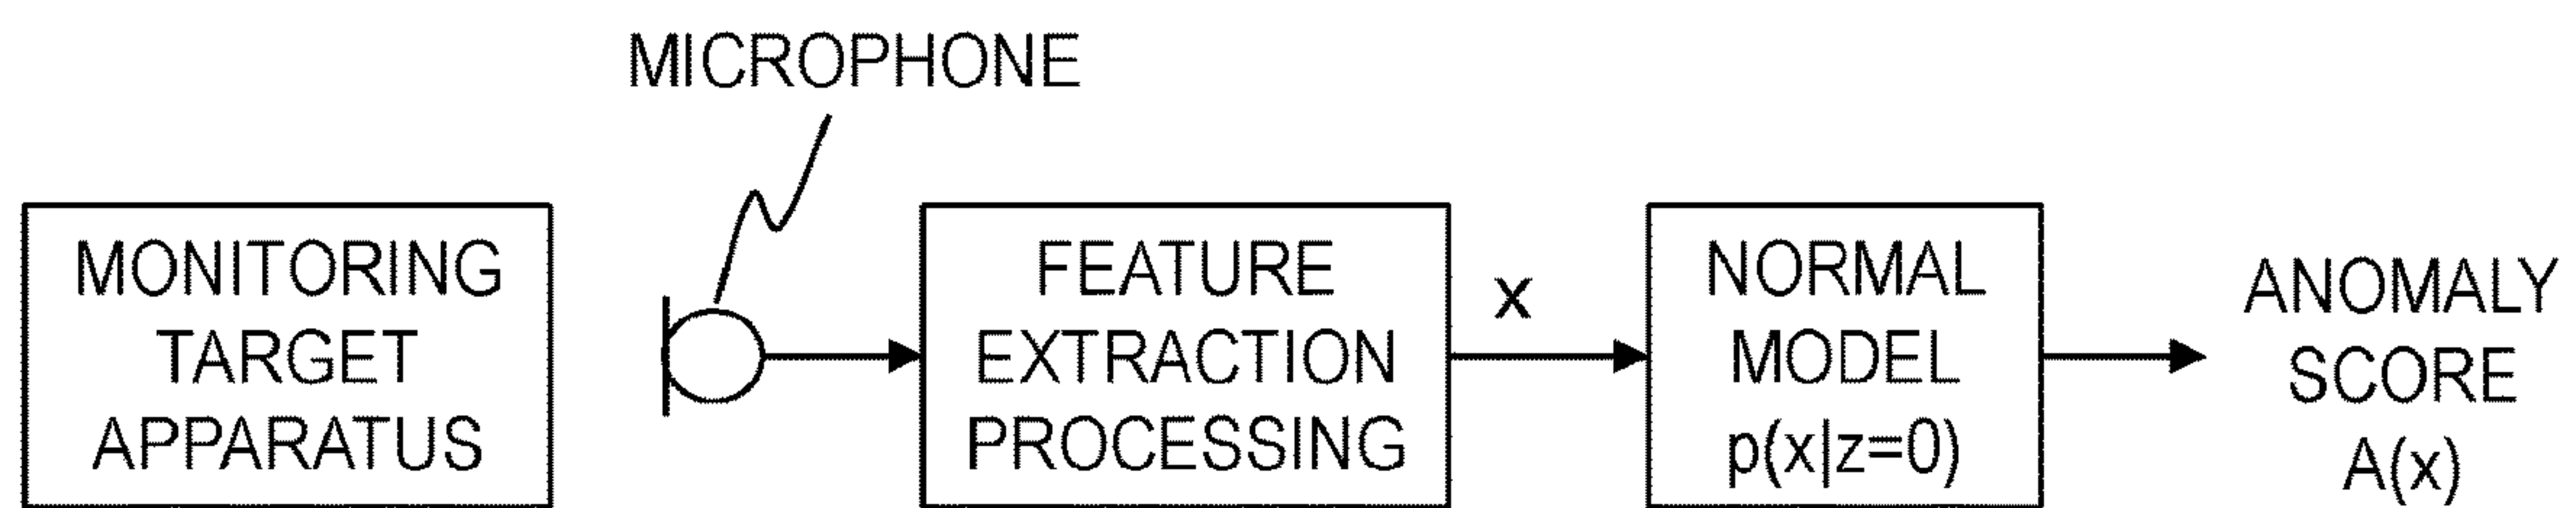 MICROPHONE
MONITORING
TARGET
APPARATUS
FEATURE
EXTRACTION
PROCESSING
x
NORMAL
MODEL
p(x|z=0)
ANOMALY
SCORE
A(x)